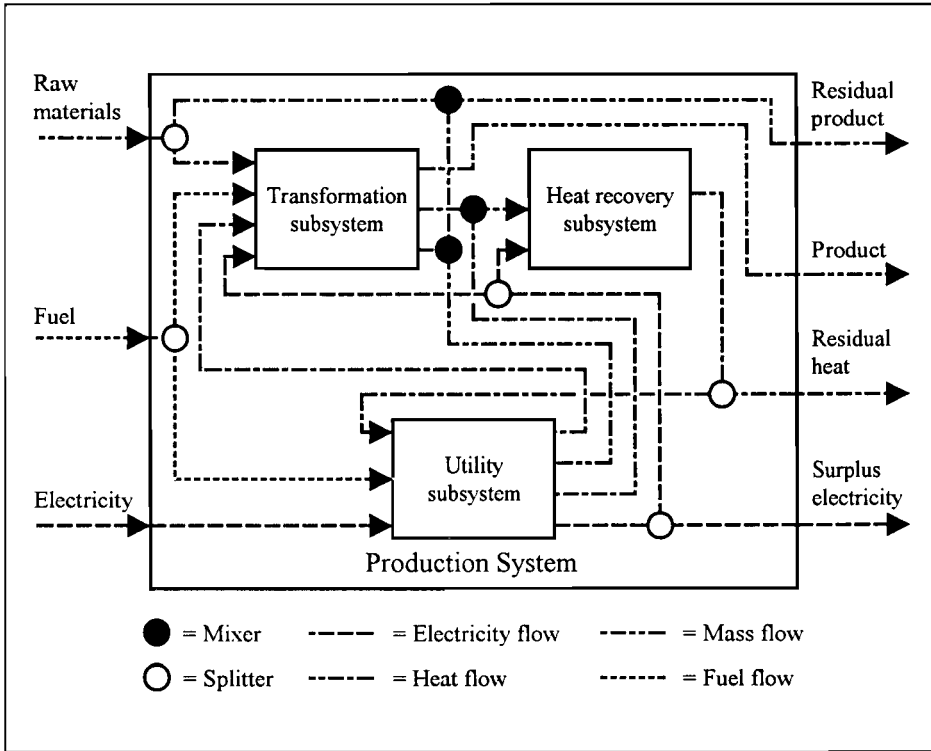 Raw
materials
Fuel
Electricity
Transformation
subsystem
Heat recovery
subsystem
Utility
subsystem
Production System
Residual
product
Product
Residual
heat
Surplus
electricity
= Mixer
= Electricity flow
= Mass flow
= Splitter
= Heat flow
= Fuel flow